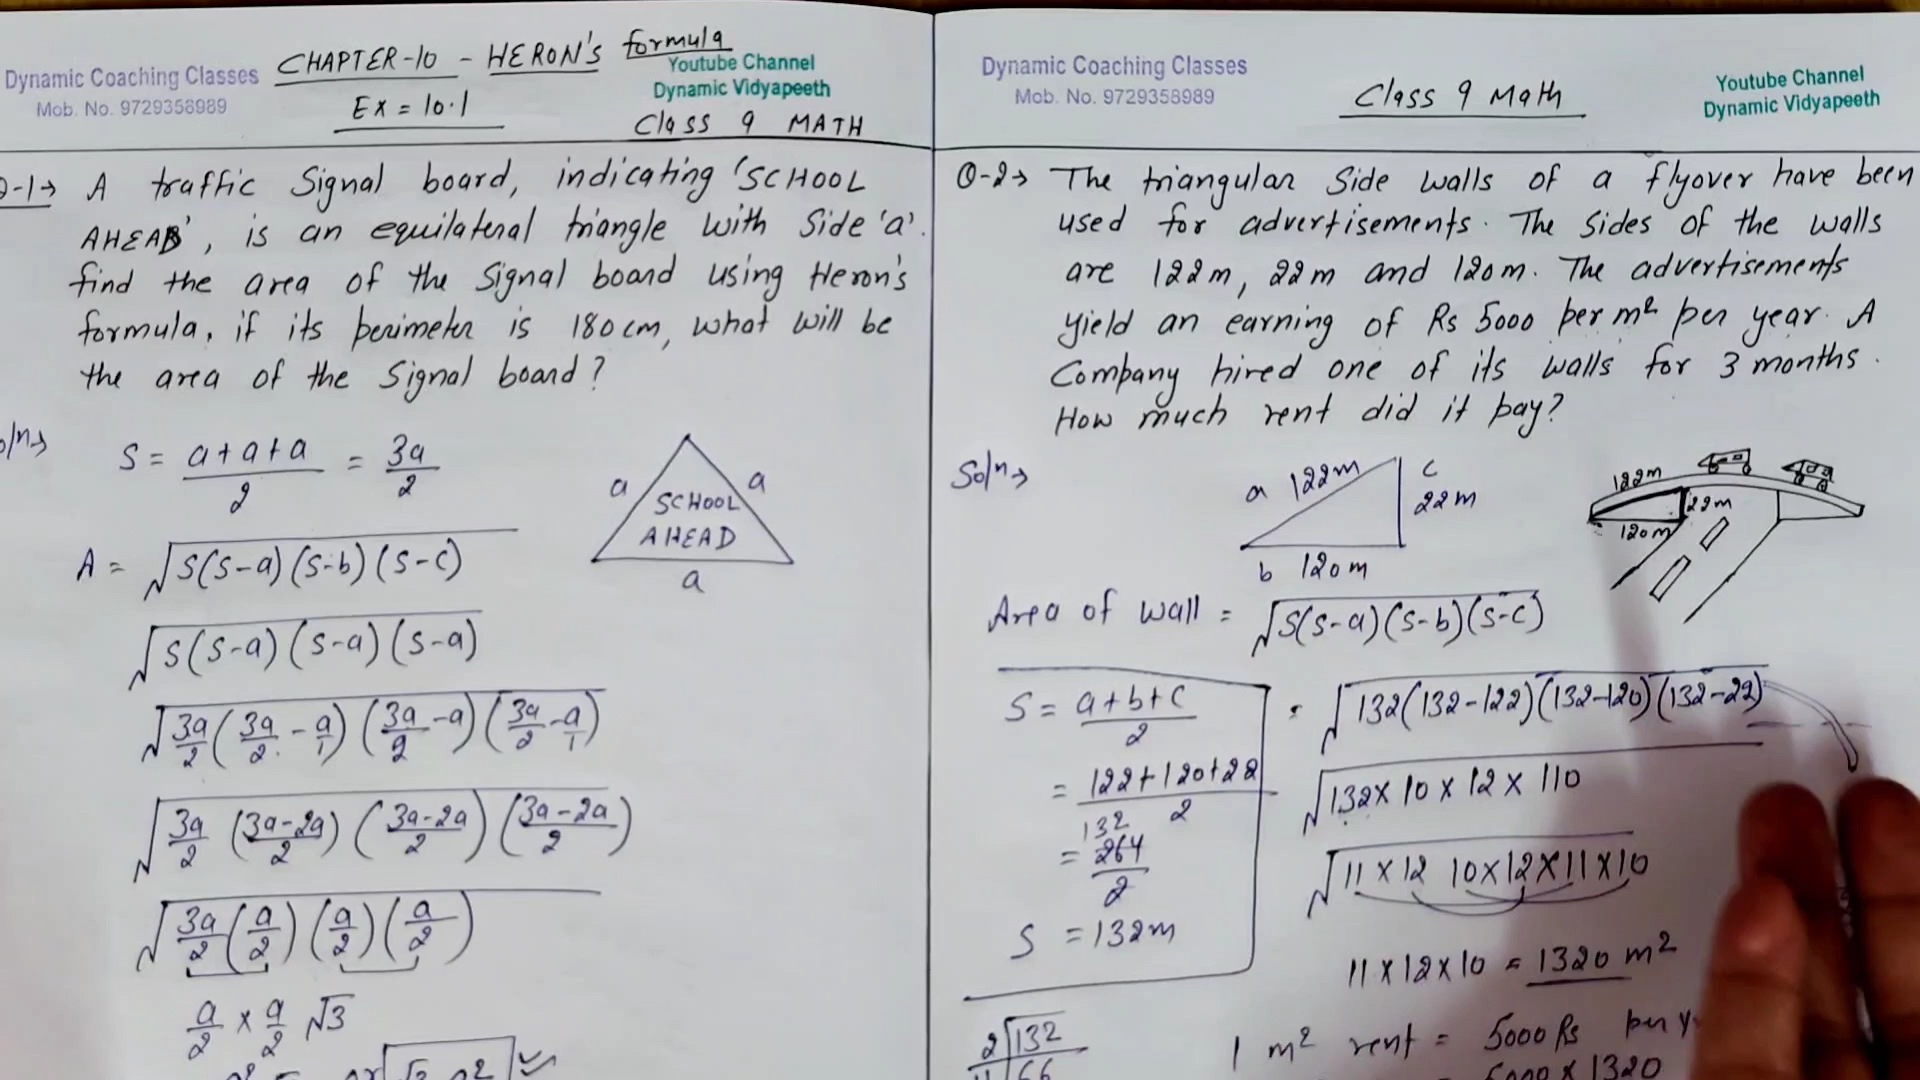 Dynamic Coaching Classes
Mob. No. 9729358989
CHAPTER-10 - HERON'S formula
Ex = 10.1
Youtube Channel
Dynamic Vidyapeeth
Class 9 MATH
Q-1→ A traffic Signal board, indicating 'SCHOOL
AHEAD', is an equilateral triangle with Side 'a'.
find the area of the Signal board using Heron's
formula. if its perimeter is 180cm, what will be
the area of the Signal board?
Soln→
S = (a+a+a)/2 = 3a/2
a
a
SCHOOL
AHEAD
a
A = √S(S-a)(S-b)(S-c)
√S(S-a)(S-a)(S-a)
√3a/2(3a/2 - a/1)(3a/2 - a)(3a/2 - a/1)
√3a/2 ((3a-2a)/2)((3a-2a)/2)((3a-2a)/2)
√3a/2(a/2)(a/2)(a/2)
a/2 × a/2 √3
Dynamic Coaching Classes
Mob. No. 9729358989
Class 9 Math
Youtube Channel
Dynamic Vidyapeeth
Q-2→ The triangular Side walls of a flyover have been
used for advertisements. The sides of the walls
are 122m, 22m and 120m. The advertisements
yield an earning of Rs 5000 per m² per year. A
Company hired one of its walls for 3 months.
How much rent did it pay?
Soln→
a 122m
c
22m
b 120m
122m
22m
120m
Area of wall = √S(S-a)(S-b)(S-c)
S = (a+b+c)/2
= (122+120+22)/2
132
= 264/2
S = 132m
= √132(132-122)(132-120)(132-22)
√132× 10 × 12 × 110
√11 × 12 10×12×11×10
11 × 12 × 10 = 1320 m²
2 132
66
1 m² rent = 5000 Rs per y
5000 × 1320